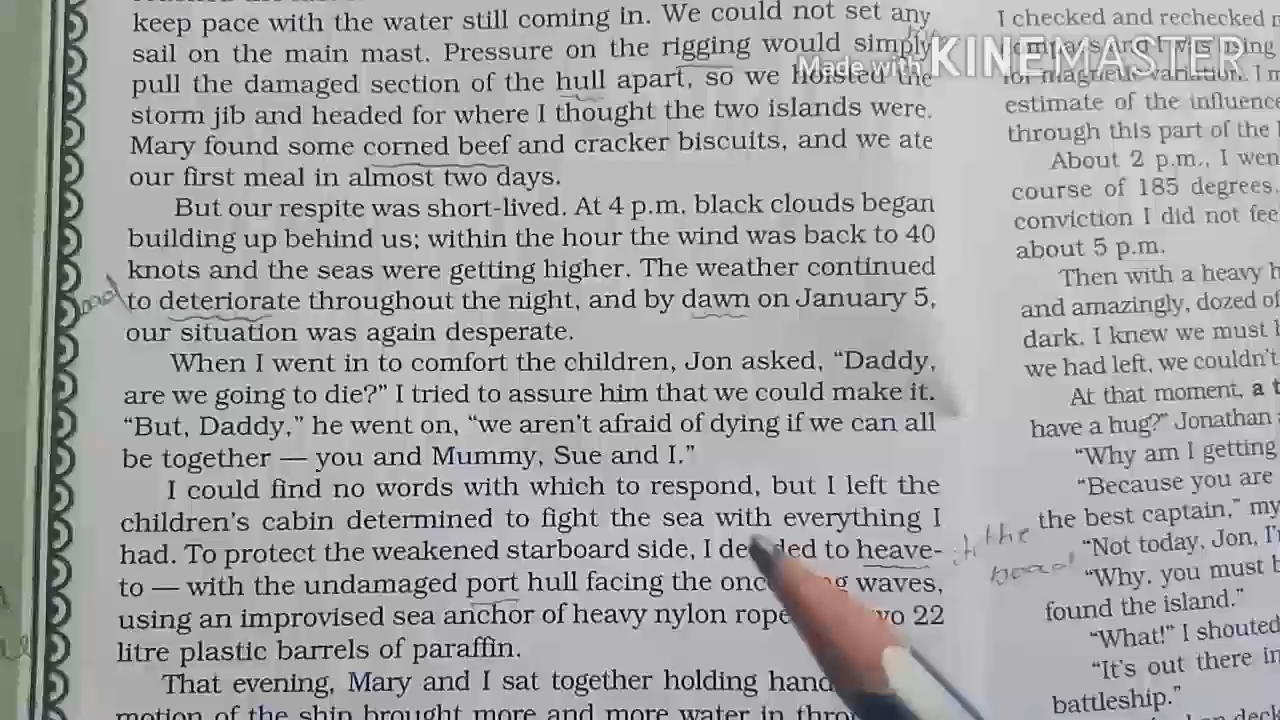 keep pace with the water still coming in. We could not set any
sail on the main mast. Pressure on the rigging would simply
pull the damaged section of the hull apart, so we hoisted the
storm jib and headed for where I thought the two islands were.
Mary found some corned beef and cracker biscuits, and we ate
our first meal in almost two days.
But our respite was short-lived. At 4 p.m. black clouds began
building up behind us; within the hour the wind was back to 40
knots and the seas were getting higher. The weather continued
to deteriorate throughout the night, and by dawn on January 5,
our situation was again desperate.
When I went in to comfort the children, Jon asked, “Daddy,
are we going to die?” I tried to assure him that we could make it.
“But, Daddy,” he went on, “we aren’t afraid of dying if we can all
be together — you and Mummy, Sue and I.”
I could find no words with which to respond, but I left the
children’s cabin determined to fight the sea with everything I
had. To protect the weakened starboard side, I decided to heave-
to — with the undamaged port hull facing the waves,
using an improvised sea anchor of heavy nylon rope 22
litre plastic barrels of paraffin.
That evening, Mary and I sat together holding
motion of the ship brought more and more water in
Made with KINEMASTER
I checked and rechecked
for magnetic variation. I
estimate of the influence
through this part of the
About 2 p.m., I
course of 185 degrees.
conviction I did not
about 5 p.m.
Then with a heavy
and amazingly, dozed
dark. I knew we must
we had left, we couldn’t
At that moment, a
have a hug?” Jonathan
“Why am I getting
“Because you are
the best captain,” my
“Not today, Jon,
“Why, you must
found the island.”
“What!” I shouted
“It’s out there
battleship.”
the